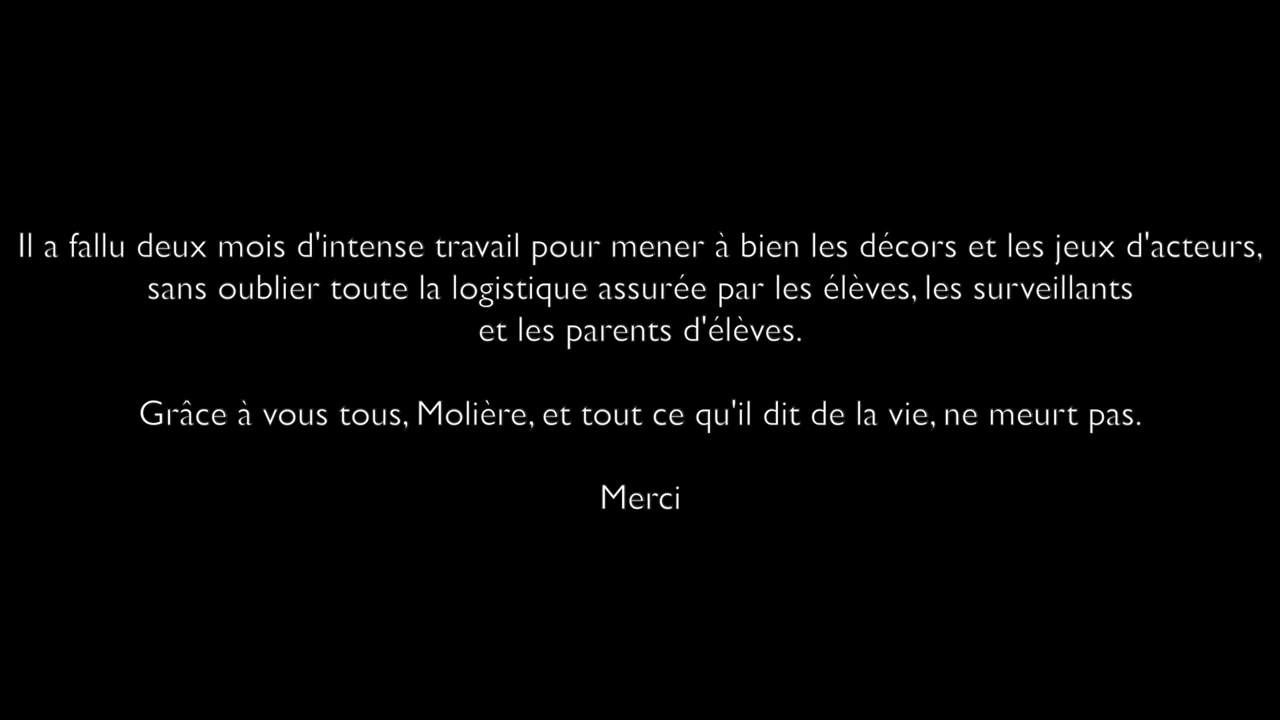 Il a fallu deux mois d'intense travail pour mener à bien les décors et les jeux d'acteurs,
sans oublier toute la logistique assurée par les élèves, les surveillants
et les parents d'élèves.
Grâce à vous tous, Molière, et tout ce qu'il dit de la vie, ne meurt pas.
Merci